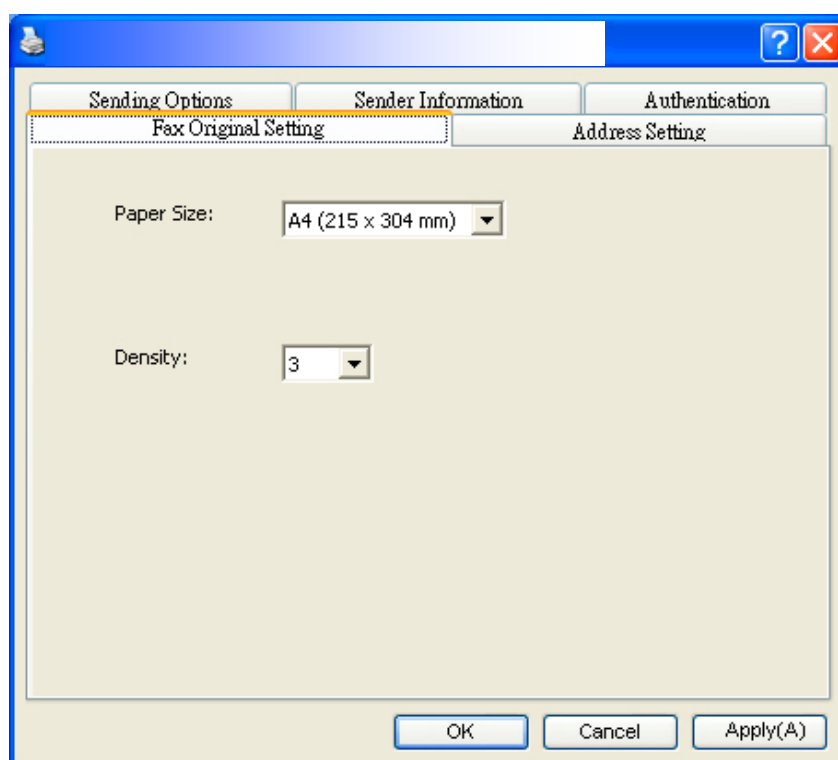 Sending Options Sender Information Authentication
Fax Original Setting Address Setting
Paper Size: A4 (215 x 304 mm)
Density: 3
OK Cancel Apply(A)